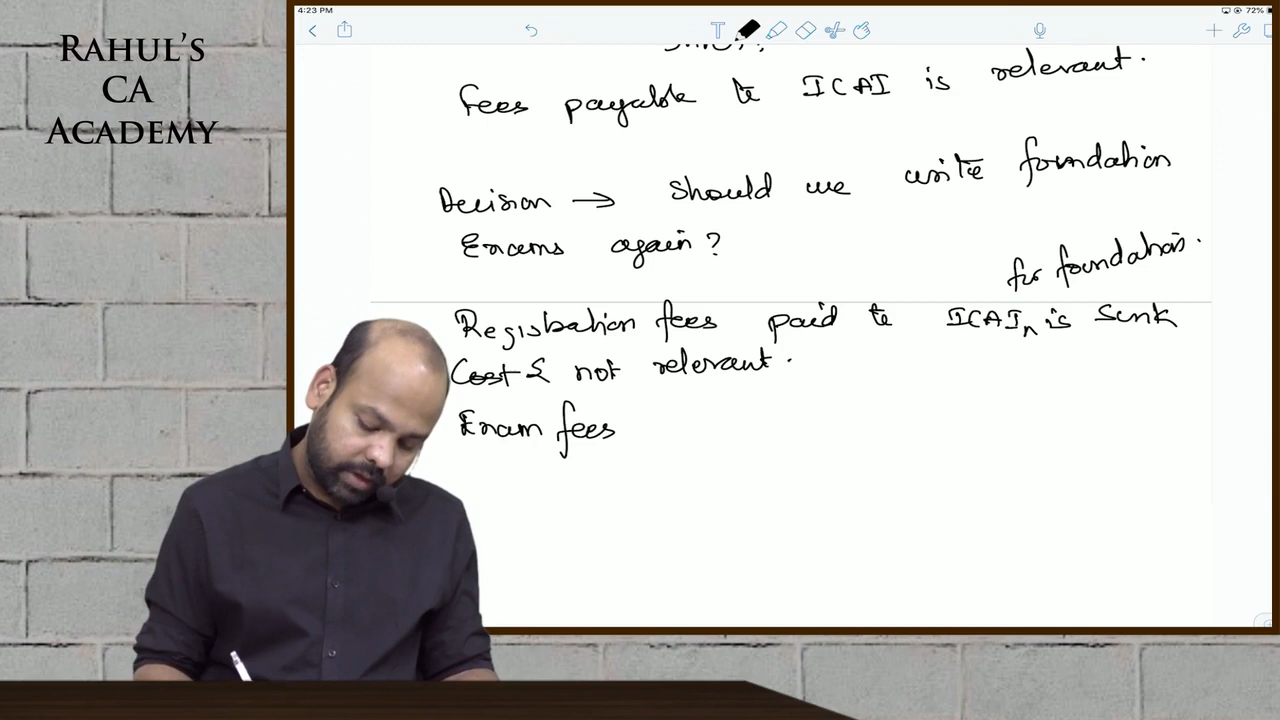 4:23 PM
72%
RAHUL'S
CA
ACADEMY
T
fees payable to ICAI is relevant.
Decision → Should we write foundation
Exams again?
for foundation.
Registration fees paid to ICAI is Sunk
Cost & not relevant.
Exam fees